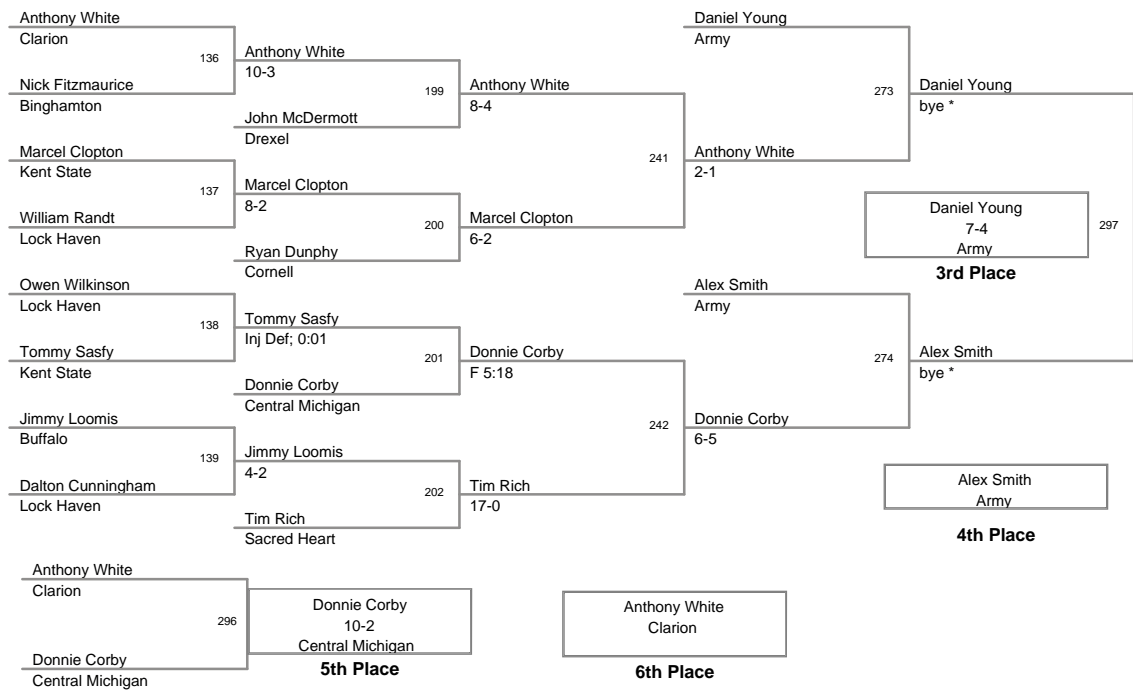 Anthony White
Clarion
136
Nick Fitzmaurice
Binghamton
Marcel Clopton
Kent State
137
William Randt
Lock Haven
Owen Wilkinson
Lock Haven
138
Tommy Sasfy
Kent State
Jimmy Loomis
Buffalo
139
Dalton Cunningham
Lock Haven
Anthony White
10-3
199
John McDermott
Drexel
Marcel Clopton
8-2
200
Ryan Dunphy
Cornell
Tommy Sasfy
Inj Def; 0:01
201
Donnie Corby
Central Michigan
Jimmy Loomis
4-2
202
Tim Rich
Sacred Heart
Anthony White
8-4
241
Marcel Clopton
6-2
Donnie Corby
F 5:18
242
Tim Rich
17-0
Daniel Young
Army
273
Anthony White
2-1
Alex Smith
Army
274
Donnie Corby
6-5
Daniel Young
bye *
297
Alex Smith
bye *
Daniel Young
7-4
Army
3rd Place
Alex Smith
Army
4th Place
Anthony White
Clarion
296
Donnie Corby
Central Michigan
Donnie Corby
10-2
Central Michigan
5th Place
Anthony White
Clarion
6th Place